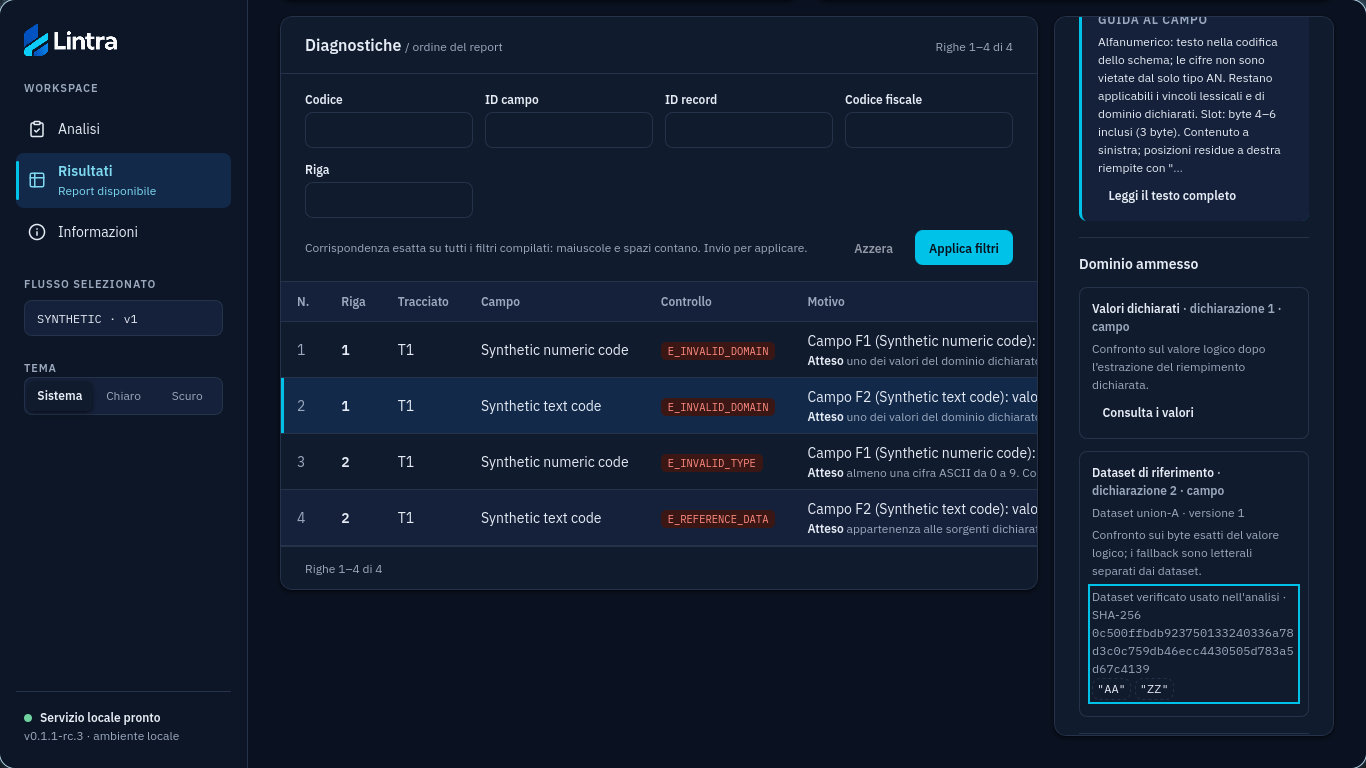 Lintra
WORKSPACE
Analisi
Risultati
Report disponibile
Informazioni
FLUSSO SELEZIONATO
SYNTHETIC · v1
TEMA
Sistema Chiaro Scuro
Servizio locale pronto
v0.1.1-rc.3 · ambiente locale
Diagnostiche / ordine del report
Righe 1–4 di 4
Codice ID campo ID record Codice fiscale
Riga
Corrispondenza esatta su tutti i filtri compilati: maiuscole e spazi contano. Invio per applicare.
Azzera Applica filtri
N. Riga Tracciato Campo Controllo Motivo
1 1 T1 Synthetic numeric code E_INVALID_DOMAIN Campo F1 (Synthetic numeric code):
Atteso uno dei valori del dominio dichiarato
2 1 T1 Synthetic text code E_INVALID_DOMAIN Campo F2 (Synthetic text code): valo
Atteso uno dei valori del dominio dichiarato
3 2 T1 Synthetic numeric code E_INVALID_TYPE Campo F1 (Synthetic numeric code):
Atteso almeno una cifra ASCII da 0 a 9. Co
4 2 T1 Synthetic text code E_REFERENCE_DATA Campo F2 (Synthetic text code): valo
Atteso appartenenza alle sorgenti dichiarat
Righe 1–4 di 4
GUIDA AL CAMPO
Alfanumerico: testo nella codifica
dello schema; le cifre non sono
vietate dal solo tipo AN. Restano
applicabili i vincoli lessicali e di
dominio dichiarati. Slot: byte 4–6
inclusi (3 byte). Contenuto a
sinistra; posizioni residue a destra
riempite con "…
Leggi il testo completo
Dominio ammesso
Valori dichiarati · dichiarazione 1 ·
campo
Confronto sul valore logico dopo
l'estrazione del riempimento
dichiarata.
Consulta i valori
Dataset di riferimento ·
dichiarazione 2 · campo
Dataset union-A · versione 1
Confronto sui byte esatti del valore
logico; i fallback sono letterali
separati dai dataset.
Dataset verificato usato nell'analisi ·
SHA-256
0c500ffbdb923750133240336a78
d3c0c759db46ecc4430505d783a5
d67c4139
"AA" "ZZ"